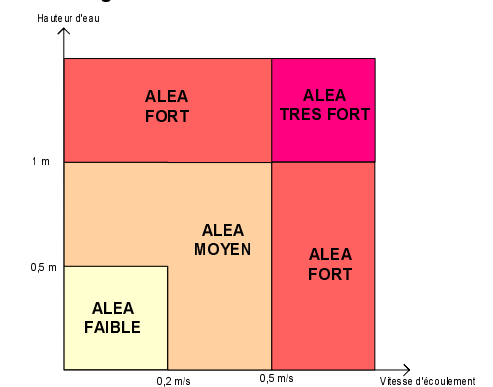 Hauteur d'eau
ALEA
FORT
ALEA
TRES FORT
1 m
ALEA
MOYEN
ALEA
FORT
0,5 m
ALEA
FAIBLE
0,2 m/s
0,5 m/s
Vitesse d'écoulement